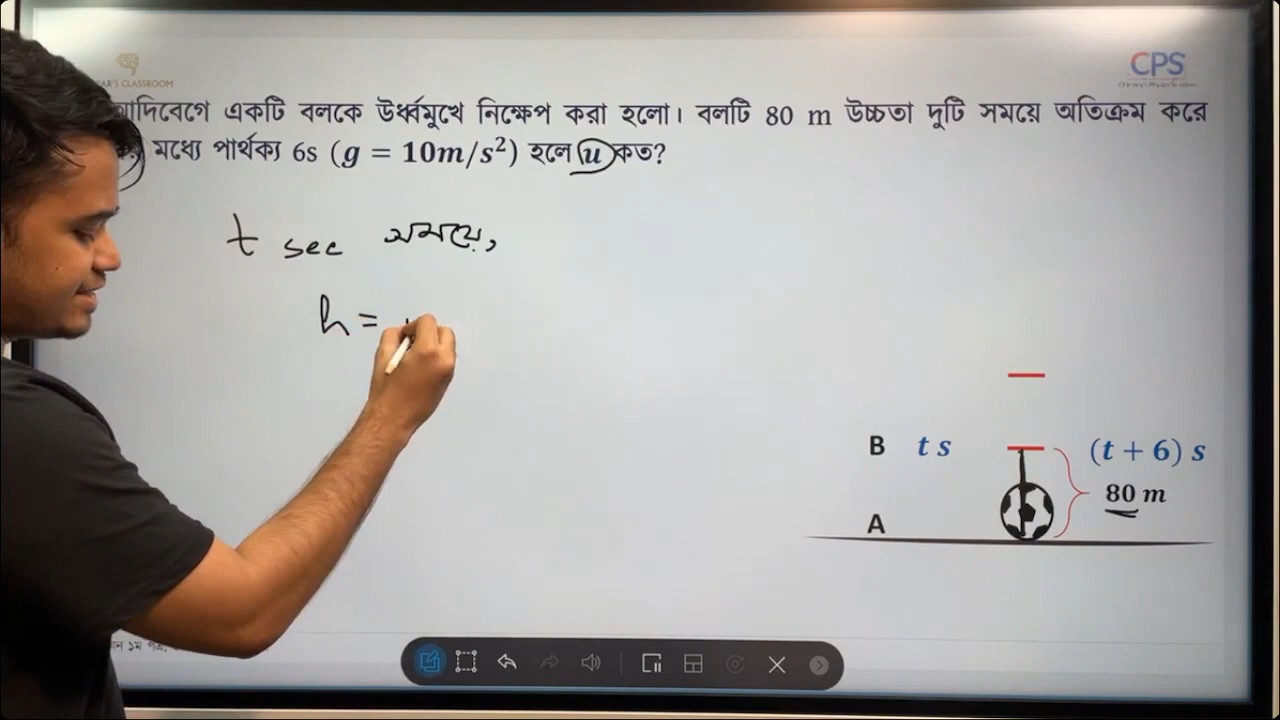 CLASSROOM
CPS
একটি বলকে উর্ধ্বমুখে নিক্ষেপ করা হলো। বলটি 80 m উচ্চতা দুটি সময়ে অতিক্রম করে
মধ্যে পার্থক্য 6s (g = 10m/s²) হলে u কত?
t sec সময়ে,
h =
B t s (t + 6) s
80 m
A